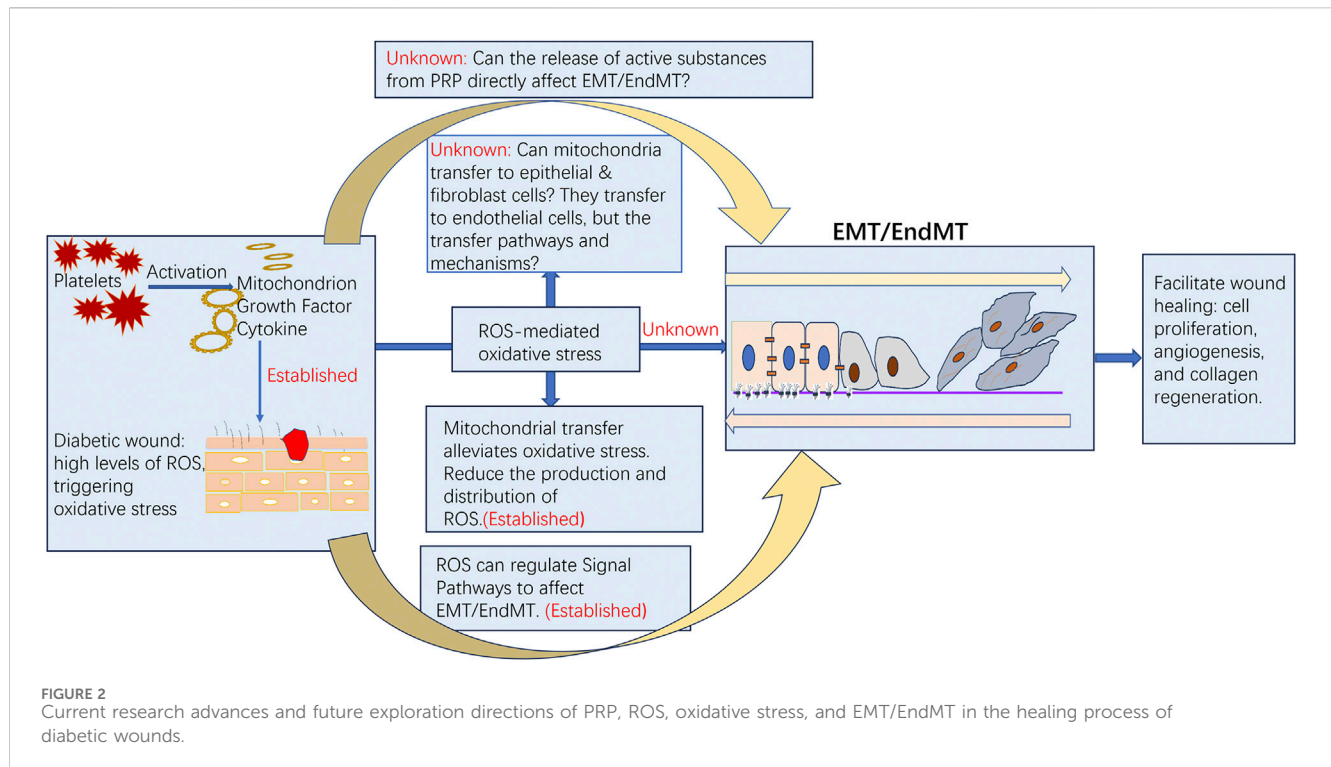 Unknown: Can the release of active substances
from PRP directly affect EMT/EndMT?
Unknown: Can mitochondria
transfer to epithelial &
fibroblast cells? They transfer
to endothelial cells, but the
transfer pathways and
mechanisms?
Platelets
Activation
Mitochondrion
Growth Factor
Cytokine
Established
Diabetic wound:
high levels of ROS,
triggering
oxidative stress
ROS-mediated
oxidative stress
Unknown
Mitochondrial transfer
alleviates oxidative stress.
Reduce the production and
distribution of
ROS.(Established)
ROS can regulate Signal
Pathways to affect
EMT/EndMT. (Established)
EMT/EndMT
Facilitate wound
healing: cell
proliferation,
angiogenesis,
and collagen
regeneration.
FIGURE 2
Current research advances and future exploration directions of PRP, ROS, oxidative stress, and EMT/EndMT in the healing process of
diabetic wounds.